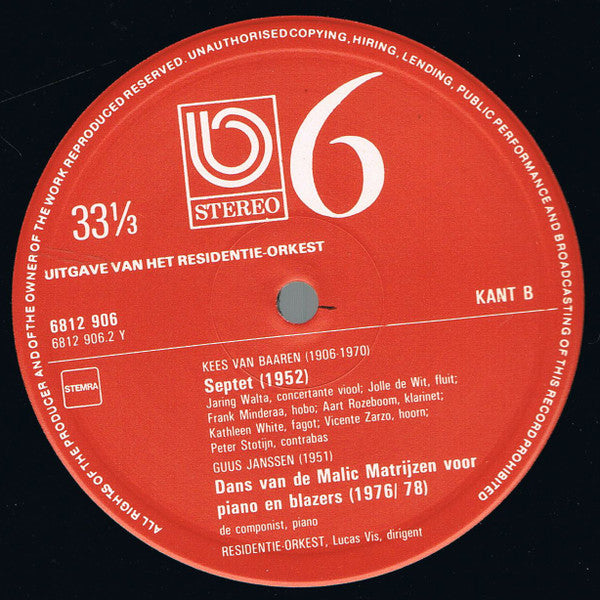 ALL RIGHTS OF THE PRODUCER AND OF THE OWNER OF THE WORK REPRODUCED RESERVED. UNAUTHORISED COPYING, HIRING, LENDING, PUBLIC PERFORMANCE AND BROADCASTING OF THIS RECORD PROHIBITED
b 6
STEREO
33⅓
UITGAVE VAN HET RESIDENTIE-ORKEST
6812 906
6812 906.2 Y
KANT B
STEMRA
KEES VAN BAAREN (1906-1970)
Septet (1952)
Jaring Walta, concertante viool; Jolle de Wit, fluit;
Frank Minderaa, hobo; Aart Rozeboom, klarinet;
Kathleen White, fagot; Vicente Zarzo, hoorn;
Peter Stotijn, contrabas
GUUS JANSSEN (1951)
Dans van de Malic Matrijzen voor
piano en blazers (1976/ 78)
de componist, piano
RESIDENTIE-ORKEST, Lucas Vis, dirigent